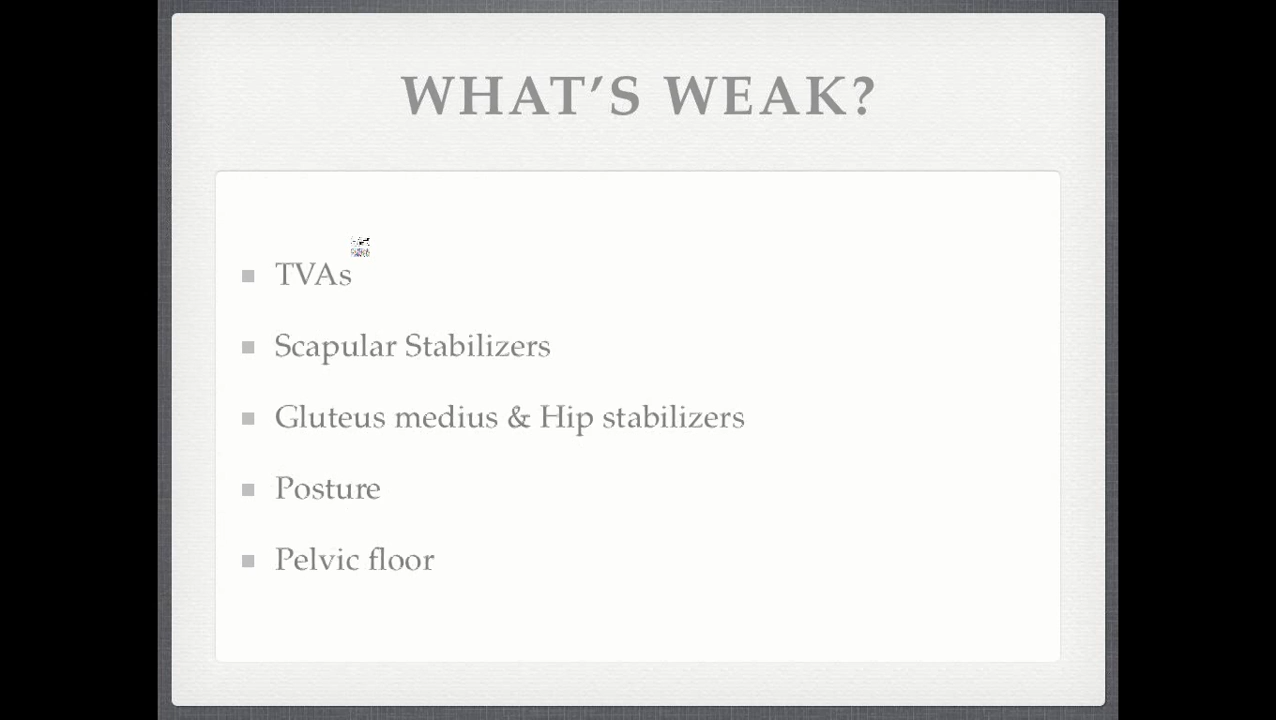 WHAT'S WEAK?
TVAs
Scapular Stabilizers
Gluteus medius & Hip stabilizers
Posture
Pelvic floor